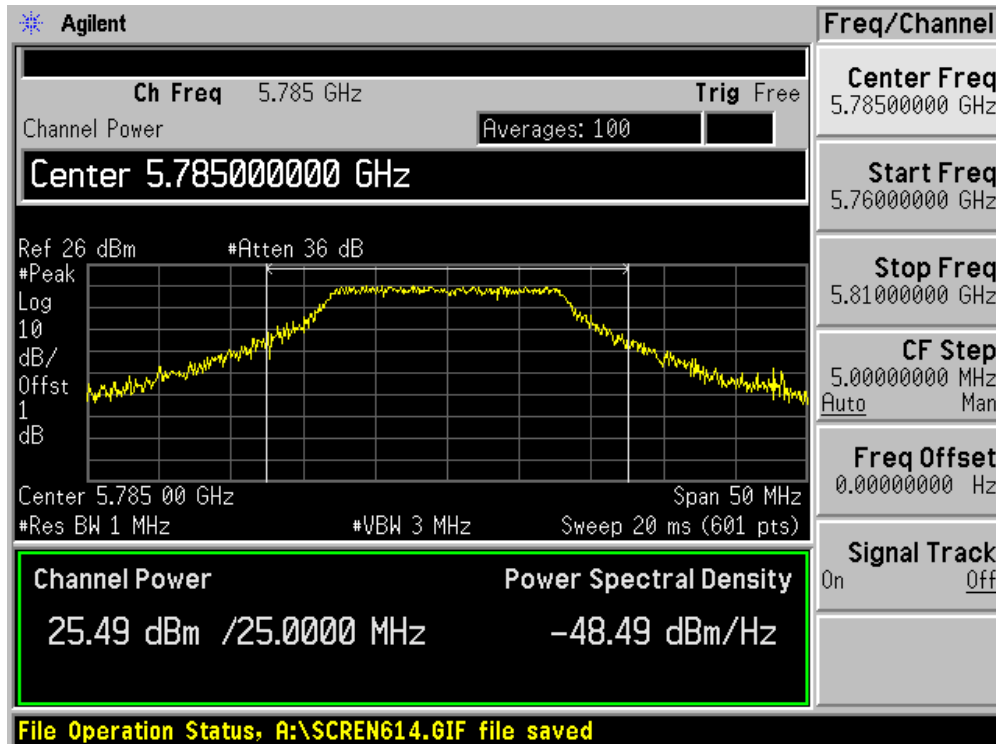 Agilent
Freq/Channel
Ch Freq 5.785 GHz Trig Free
Channel Power Averages: 100
Center 5.785000000 GHz
Ref 26 dBm #Atten 36 dB
#Peak
Log
10
dB/
Offst
1
dB
Center 5.785 00 GHz Span 50 MHz
#Res BW 1 MHz #VBW 3 MHz Sweep 20 ms (601 pts)
Channel Power Power Spectral Density
25.49 dBm /25.0000 MHz -48.49 dBm/Hz
File Operation Status, A:\SCREN614.GIF file saved
Center Freq
5.78500000 GHz
Start Freq
5.76000000 GHz
Stop Freq
5.81000000 GHz
CF Step
5.00000000 MHz
Auto Man
Freq Offset
0.00000000 Hz
Signal Track
On Off